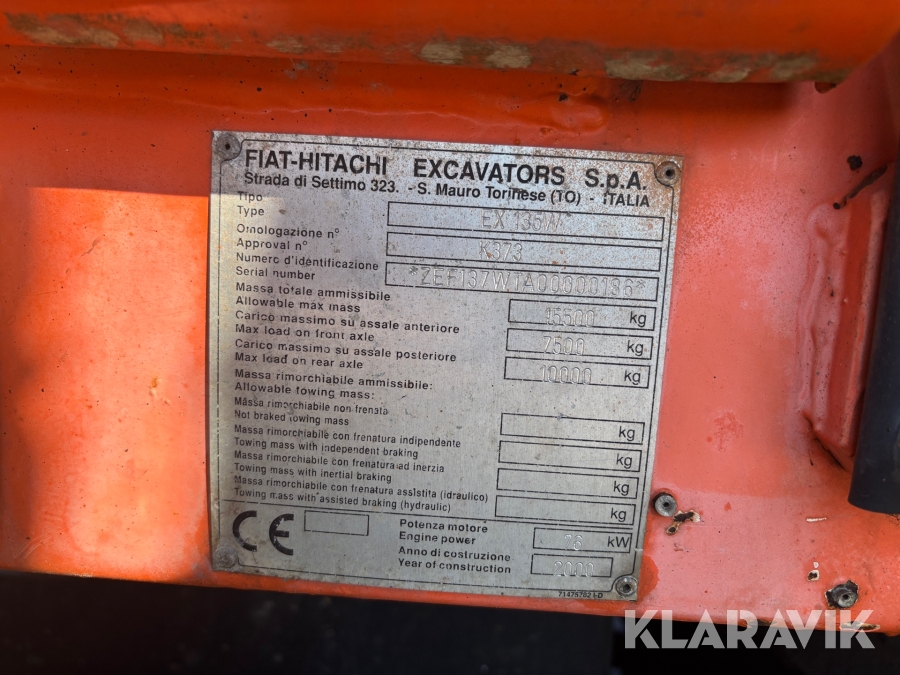 FIAT-HITACHI EXCAVATORS S.p.A.
Strada di Settimo 323. - S. Mauro Torinese (TO) - ITALIA
Tipo
Type
EX 135W
Omologazione n°
Approval n°
K373
Numero d'identificazione
Serial number
*ZEF137WTA00000186*
Massa totale ammissibile
Allowable max mass
15500 kg
Carico massimo su assale anteriore
Max load on front axle
7500 kg
Carico massimo su assale posteriore
Max load on rear axle
10000 kg
Massa rimorchiabile ammissibile:
Allowable towing mass:
Massa rimorchiabile non frenata
Not braked towing mass
kg
Massa rimorchiabile con frenatura indipendente
Towing mass with independent braking
kg
Massa rimorchiabile con frenatura ad inerzia
Towing mass with inertial braking
kg
Massa rimorchiabile con frenatura assistita (idraulico)
Towing mass with assisted braking (hydraulic)
kg
CE
Potenza motore
Engine power
76 kW
Anno di costruzione
Year of construction
2000
KLARAVIK